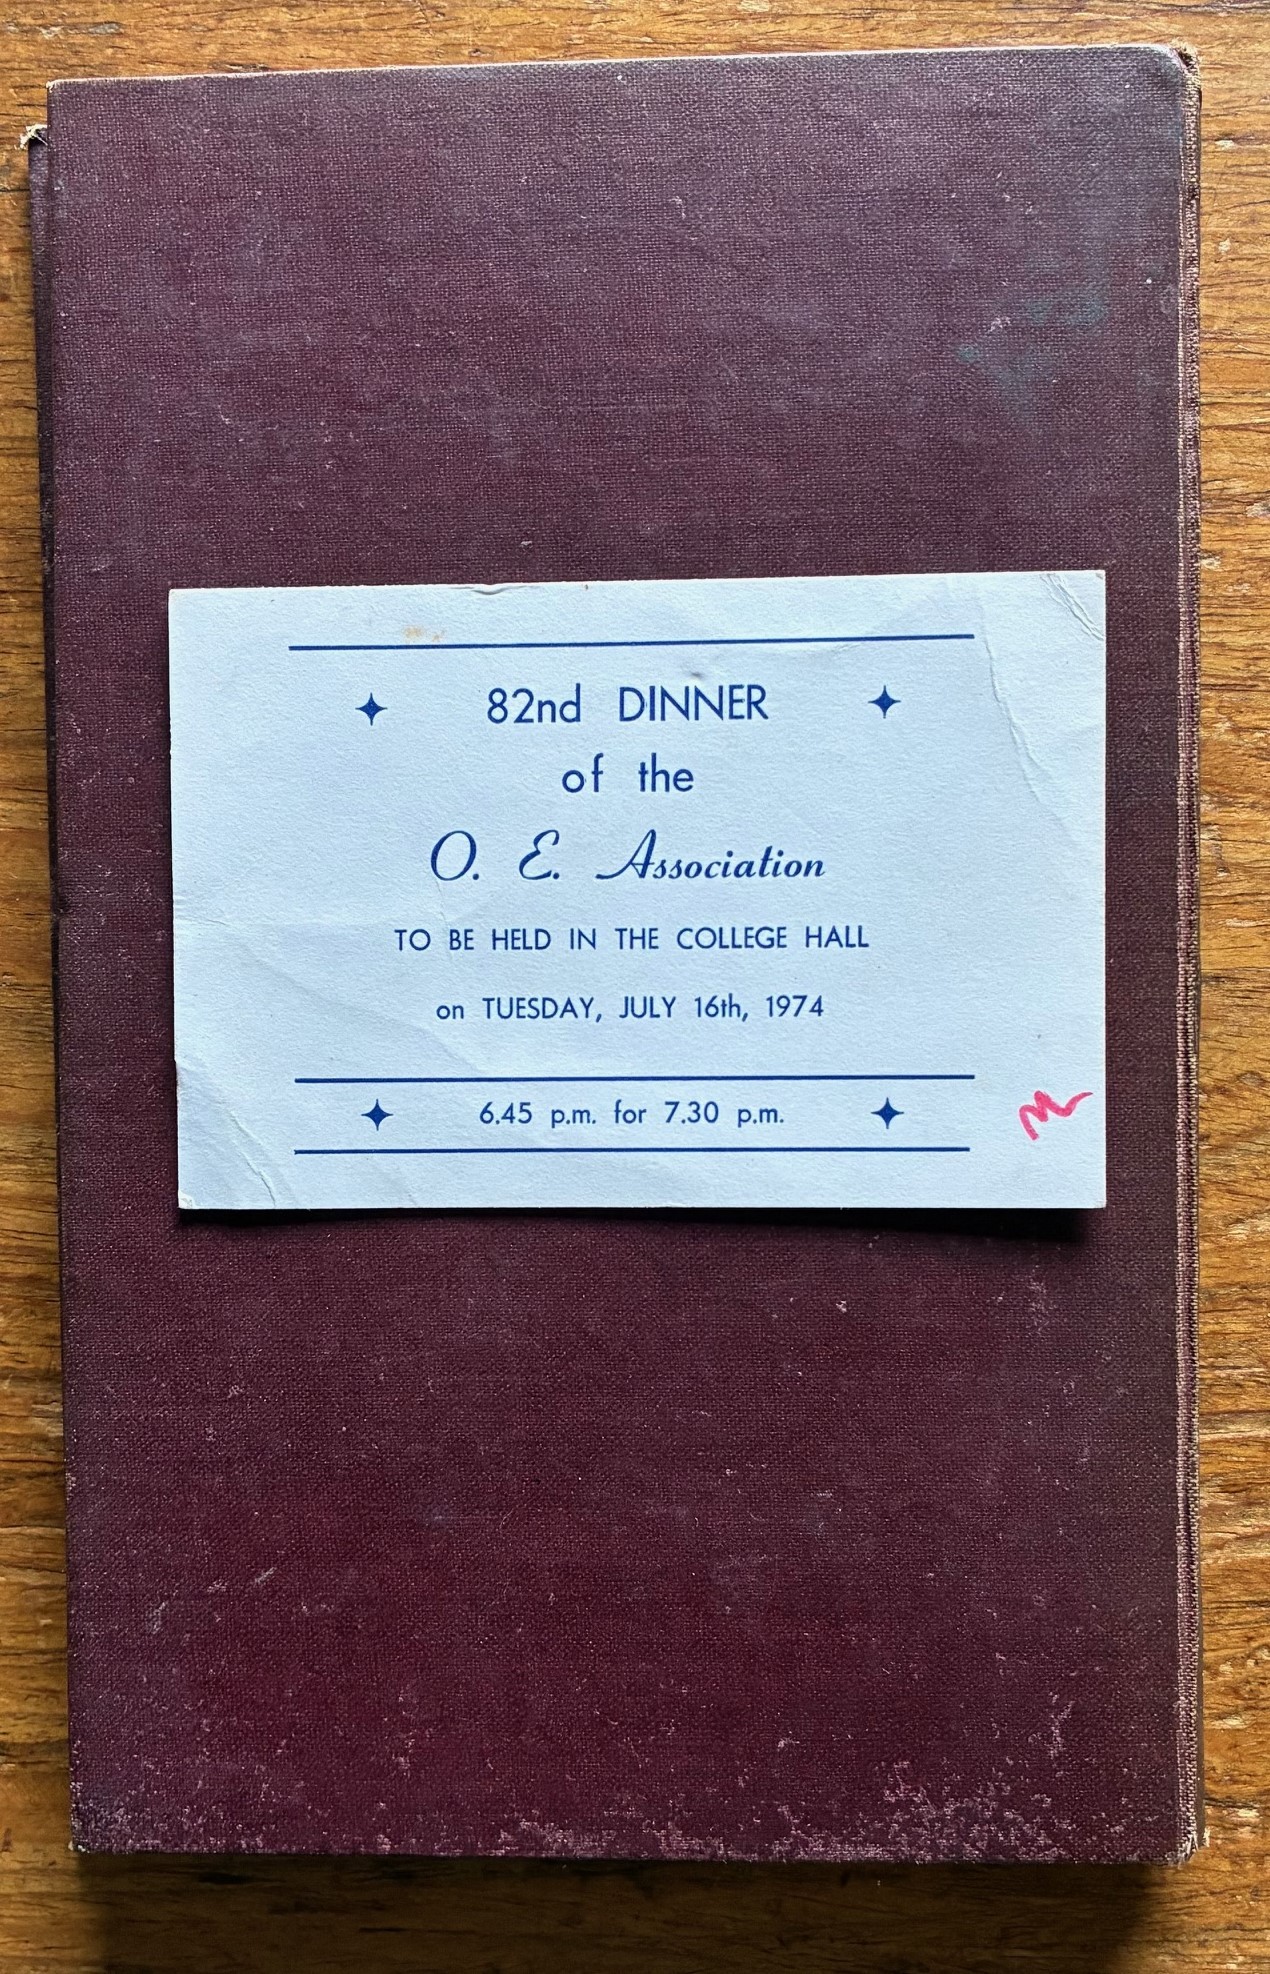 82nd DINNER
of the
O. E. Association
TO BE HELD IN THE COLLEGE HALL
on TUESDAY, JULY 16th, 1974
6.45 p.m. for 7.30 p.m.